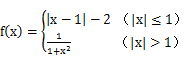 f(x) = {|x − 1| − 2 （|x| ≤ 1）
1/(1+x²) （|x| > 1）